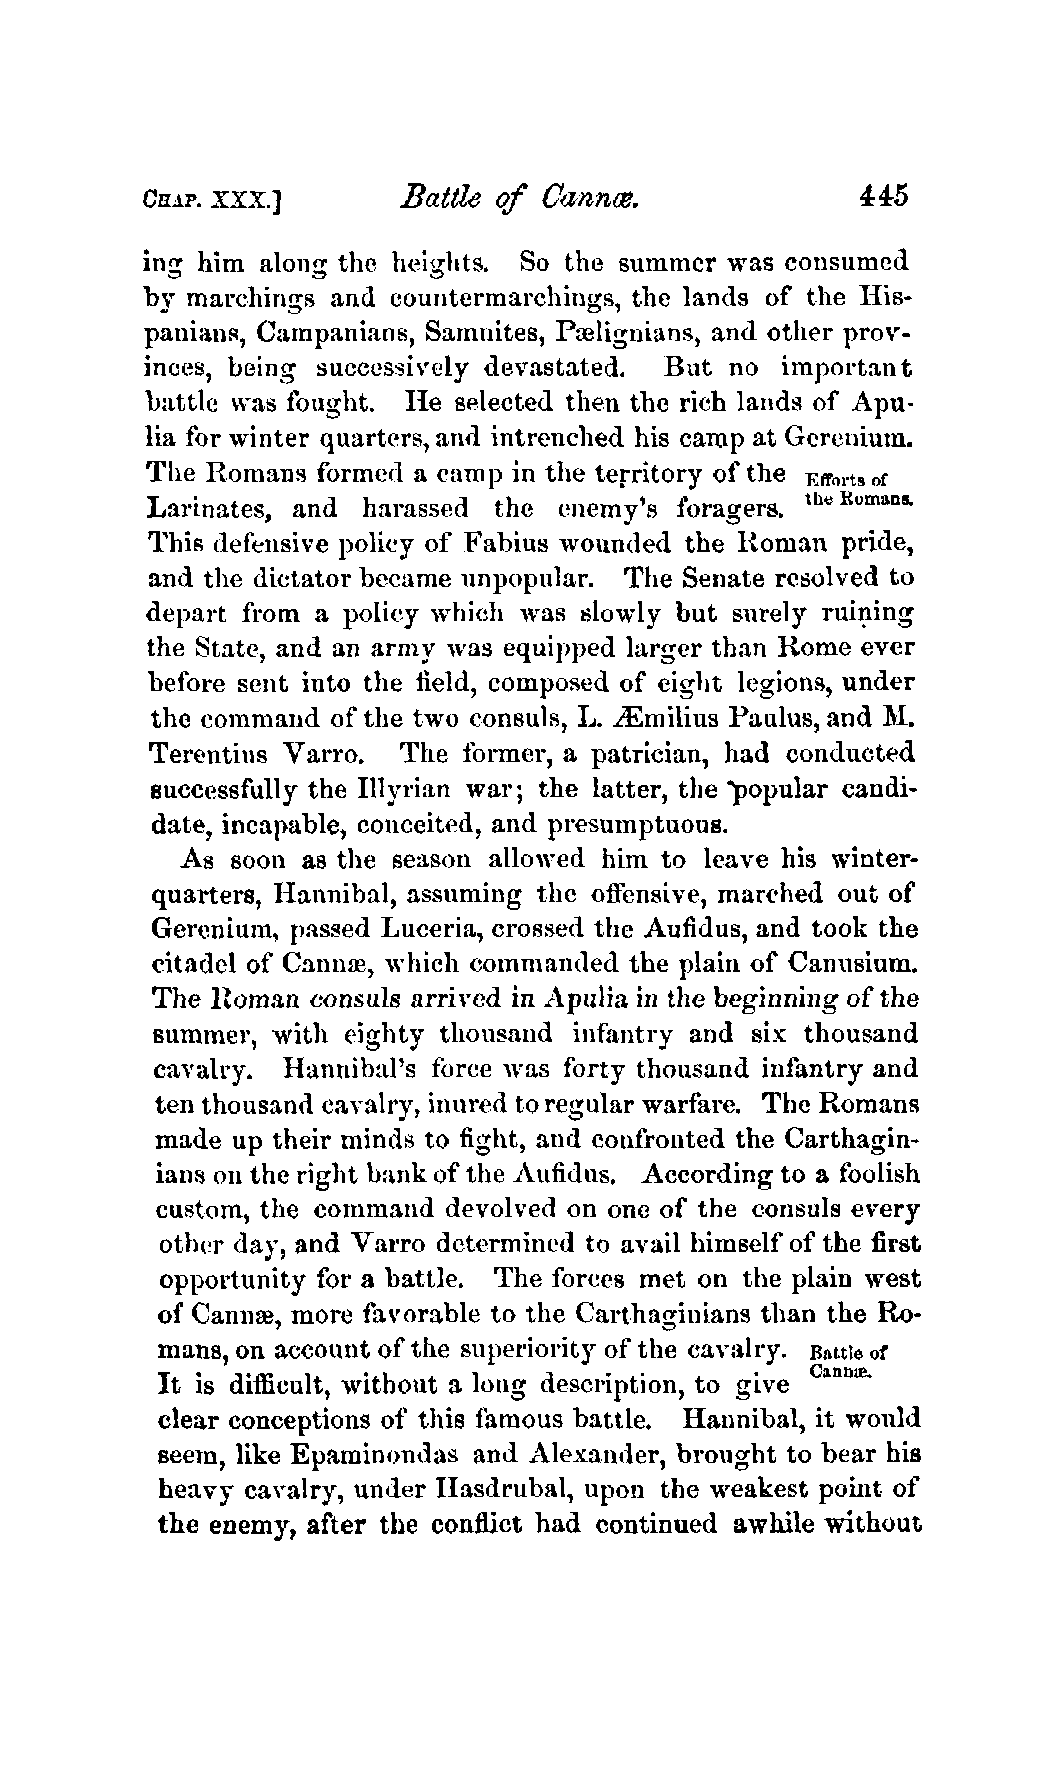 CHAP. XXX.] Battle of Cannæ. 445
ing him along the heights. So the summer was consumed
by marchings and countermarchings, the lands of the His-
panians, Campanians, Samnites, Pælignians, and other prov-
inces, being successively devastated. But no important
battle was fought. He selected then the rich lands of Apu-
lia for winter quarters, and intrenched his camp at Gerenium.
The Romans formed a camp in the territory of the
Efforts of
the Romans.
Larinates, and harassed the enemy's foragers.
This defensive policy of Fabius wounded the Roman pride,
and the dictator became unpopular. The Senate resolved to
depart from a policy which was slowly but surely ruining
the State, and an army was equipped larger than Rome ever
before sent into the field, composed of eight legions, under
the command of the two consuls, L. Æmilius Paulus, and M.
Terentius Varro. The former, a patrician, had conducted
successfully the Illyrian war; the latter, the popular candi-
date, incapable, conceited, and presumptuous.
As soon as the season allowed him to leave his winter-
quarters, Hannibal, assuming the offensive, marched out of
Gerenium, passed Luceria, crossed the Aufidus, and took the
citadel of Cannæ, which commanded the plain of Canusium.
The Roman consuls arrived in Apulia in the beginning of the
summer, with eighty thousand infantry and six thousand
cavalry. Hannibal's force was forty thousand infantry and
ten thousand cavalry, inured to regular warfare. The Romans
made up their minds to fight, and confronted the Carthagin-
ians on the right bank of the Aufidus. According to a foolish
custom, the command devolved on one of the consuls every
other day, and Varro determined to avail himself of the first
opportunity for a battle. The forces met on the plain west
of Cannæ, more favorable to the Carthaginians than the Ro-
mans, on account of the superiority of the cavalry.
Battle of
Cannæ.
It is difficult, without a long description, to give
clear conceptions of this famous battle. Hannibal, it would
seem, like Epaminondas and Alexander, brought to bear his
heavy cavalry, under Hasdrubal, upon the weakest point of
the enemy, after the conflict had continued awhile without